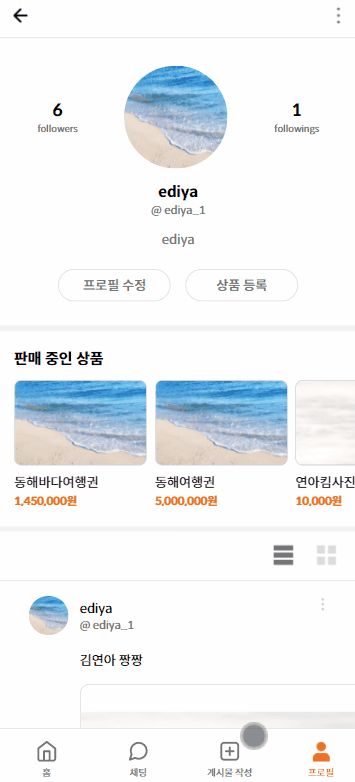 6
followers
1
followings
ediya
@ ediya_1
ediya
프로필 수정
상품 등록
판매 중인 상품
동해바다여행권
1,450,000원
동해여행권
5,000,000원
연아킴사진
10,000원
ediya
@ ediya_1
김연아 짱짱
홈
채팅
게시물 작성
프로필